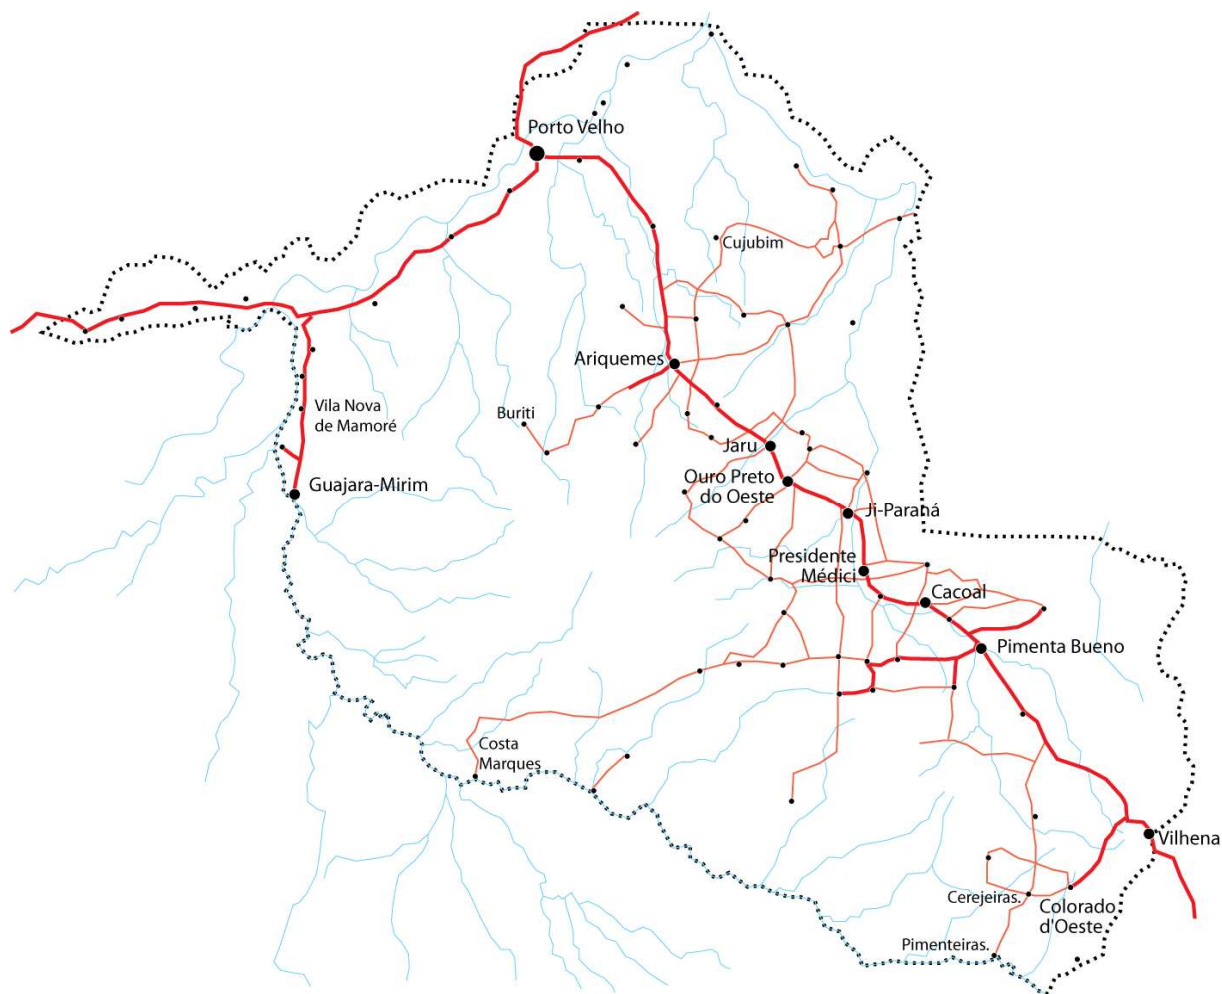 Porto Velho
Cujubim
Ariquemes
Buriti
Vila Nova
de Mamoré
Jaru
Ouro Preto
do Oeste
Guajara-Mirim
Ji-Paraná
Presidente
Médici
Cacoal
Pimenta Bueno
Costa
Marques
Vilhena
Cerejeiras.
Colorado
d'Oeste
Pimenteiras.